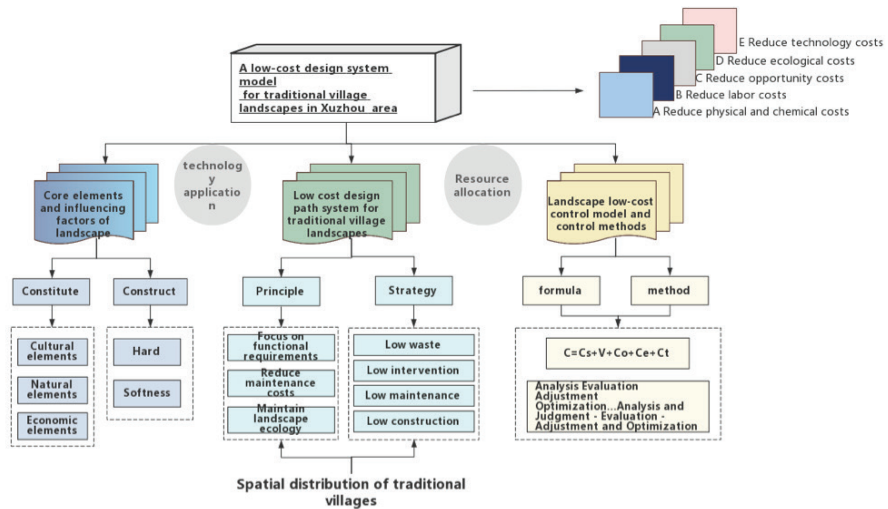 A low-cost design system
model
for traditional village
landscapes in Xuzhou area
E Reduce technology costs
D Reduce ecological costs
C Reduce opportunity costs
B Reduce labor costs
A Reduce physical and chemical costs
technolog
y
applicatio
n
Resource
allocation
Core elements
and influencing
factors of
landscape
Low cost design
path system for
traditional village
landscapes
Landscape low-cost
control model and
control methods
Constitute
Construct
Principle
Strategy
formula
method
Cultural
elements
Natural
elements
Economic
elements
Hard
Softness
Focus on
functional
requirements
Reduce
maintenance
costs
Maintain
landscape
ecology
Low waste
Low intervention
Low maintenance
Low construction
C=Cs+V+Co+Ce+Ct
Analysis Evaluation
Adjustment
Optimization...Analysis and
Judgment - Evaluation -
Adjustment and Optimization
Spatial distribution of traditional
villages